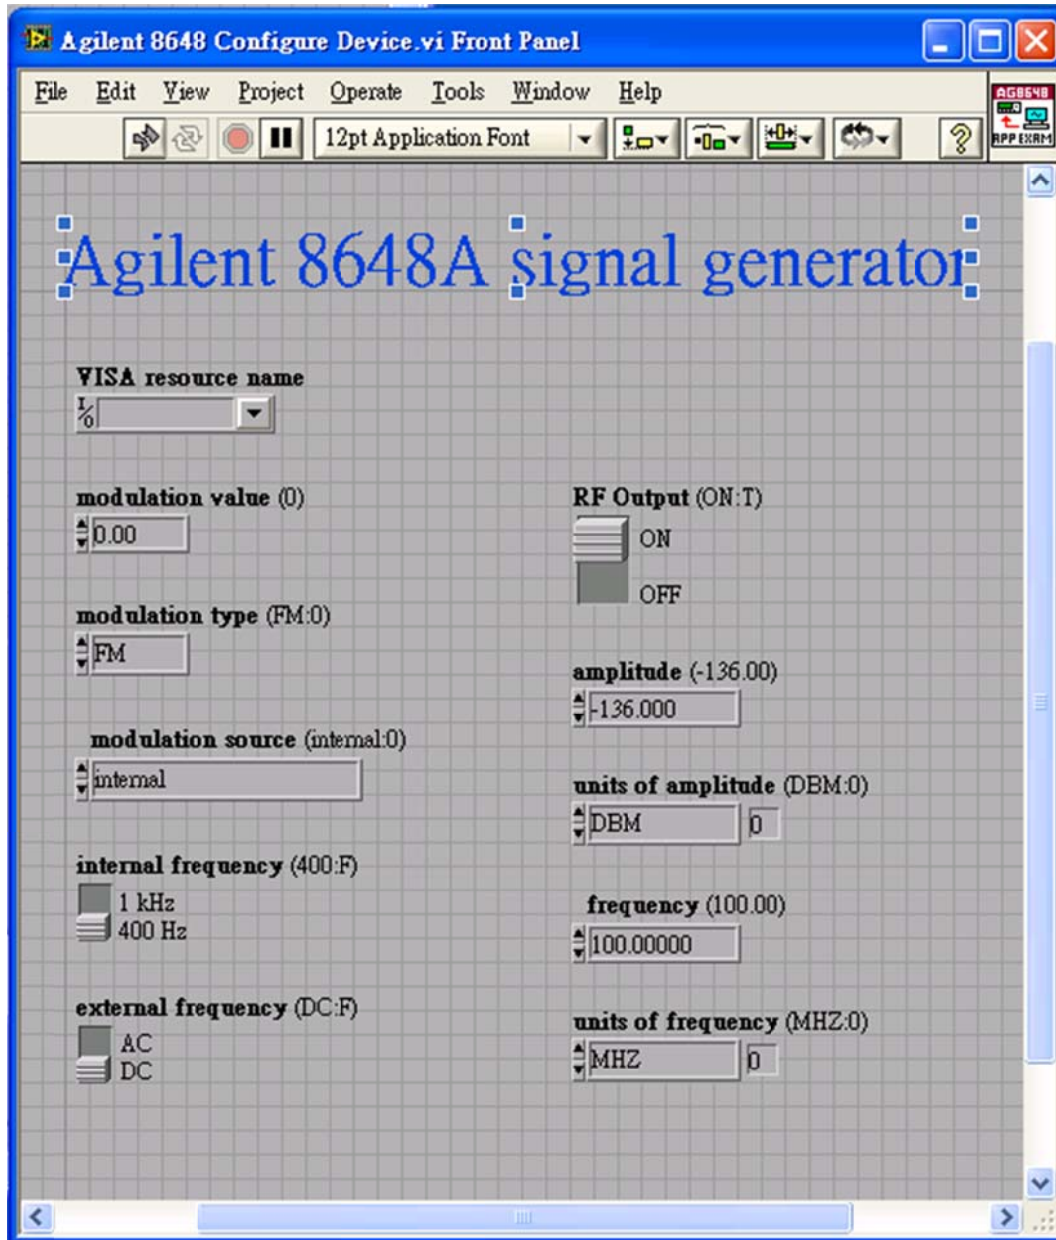 Agilent 8648 Configure Device.vi Front Panel
File Edit View Project Operate Tools Window Help
AG8648
APP EXAM
12pt Application Font
Agilent 8648A signal generator
VISA resource name
I/O
modulation value (0)
0.00
modulation type (FM:0)
FM
modulation source (internal:0)
internal
internal frequency (400:F)
1 kHz
400 Hz
external frequency (DC:F)
AC
DC
RF Output (ON:T)
ON
OFF
amplitude (-136.00)
-136.000
units of amplitude (DBM:0)
DBM 0
frequency (100.00)
100.00000
units of frequency (MHZ:0)
MHZ 0